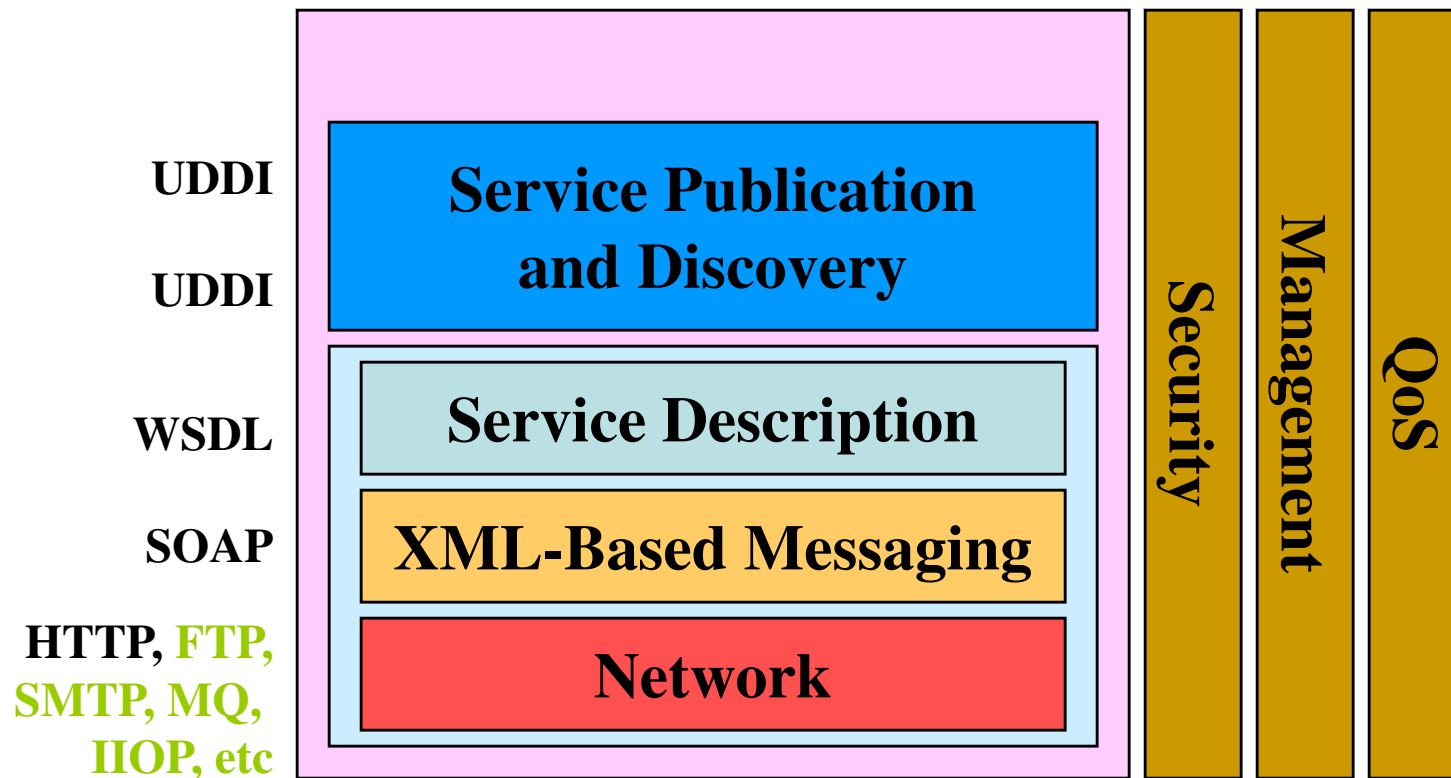 UDDI
Service Publication
and Discovery
UDDI
WSDL
Service Description
SOAP
XML-Based Messaging
HTTP, FTP,
SMTP, MQ,
IIOP, etc
Network
Security
Management
QoS